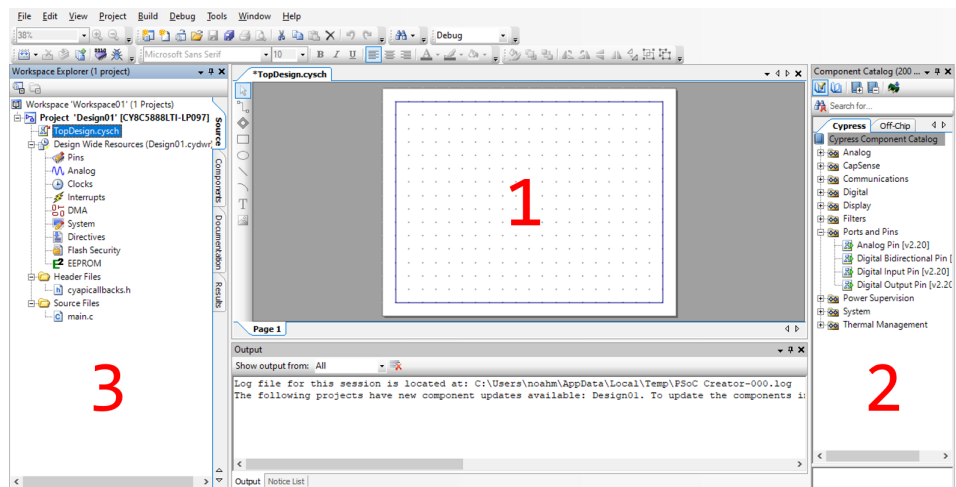 File Edit View Project Build Debug Tools Window Help
38% Debug
Microsoft Sans Serif 10 B I U
Workspace Explorer (1 project)
Workspace 'Workspace01' (1 Projects)
Project 'Design01' [CY8C5888LTI-LP097]
TopDesign.cysch
Design Wide Resources (Design01.cydwr
Pins
Analog
Clocks
Interrupts
DMA
System
Directives
Flash Security
EEPROM
Header Files
cyapicallbacks.h
Source Files
main.c
3
Source
Components
Documentation
Results
*TopDesign.cysch
1
Page 1
Output
Show output from: All
Log file for this session is located at: C:\Users\noahm\AppData\Local\Temp\PSoC Creator-000.log
The following projects have new component updates available: Design01. To update the components i
Output Notice List
Component Catalog (200 ...
Search for...
Cypress Off-Chip
Cypress Component Catalog
Analog
CapSense
Communications
Digital
Display
Filters
Ports and Pins
Analog Pin [v2.20]
Digital Bidirectional Pin [
Digital Input Pin [v2.20]
Digital Output Pin [v2.20
Power Supervision
System
Thermal Management
2